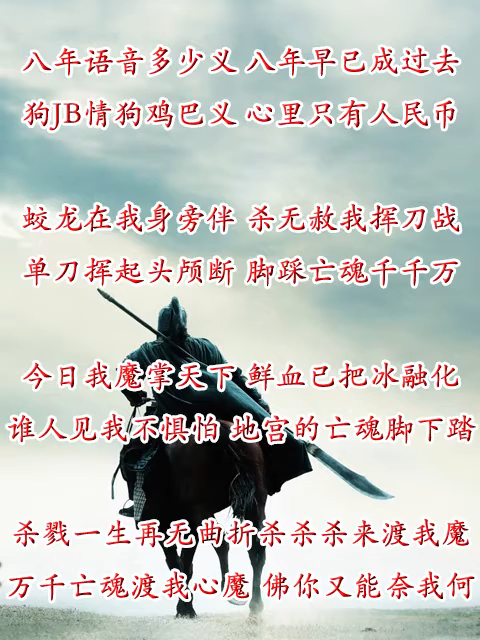 八年语音多少义 八年早已成过去
狗JB情狗鸡巴义 心里只有人民币
蛟龙在我身旁伴 杀无赦我挥刀战
单刀挥起头颅断 脚踩亡魂千千万
今日我魔掌天下 鲜血已把冰融化
谁人见我不惧怕 地宫的亡魂脚下踏
杀戮一生再无曲折杀杀杀来渡我魔
万千亡魂渡我心魔 佛你又能奈我何